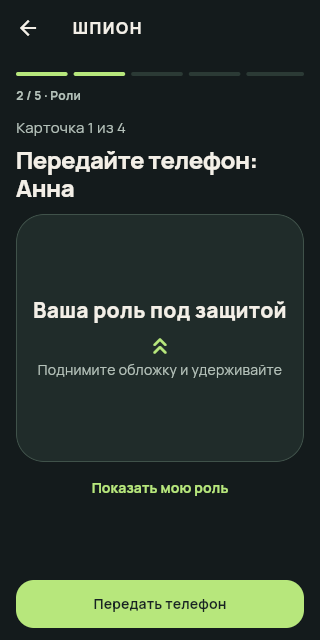 ШПИОН
2 / 5 · Роли
Карточка 1 из 4
Передайте телефон:
Анна
Ваша роль под защитой
Поднимите обложку и удерживайте
Показать мою роль
Передать телефон